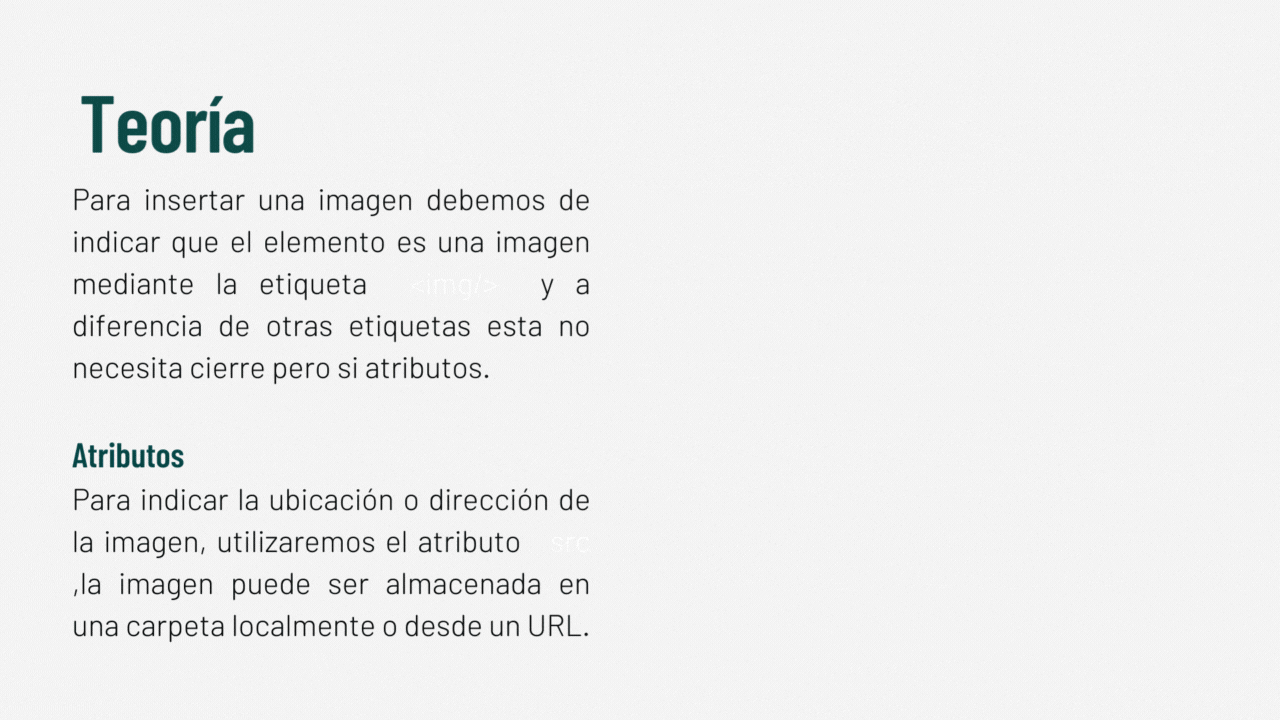 Teoría
Para insertar una imagen debemos de
indicar que el elemento es una imagen
mediante la etiqueta <img/> y a
diferencia de otras etiquetas esta no
necesita cierre pero si atributos.
Atributos
Para indicar la ubicación o dirección de
la imagen, utilizaremos el atributo src
,la imagen puede ser almacenada en
una carpeta localmente o desde un URL.